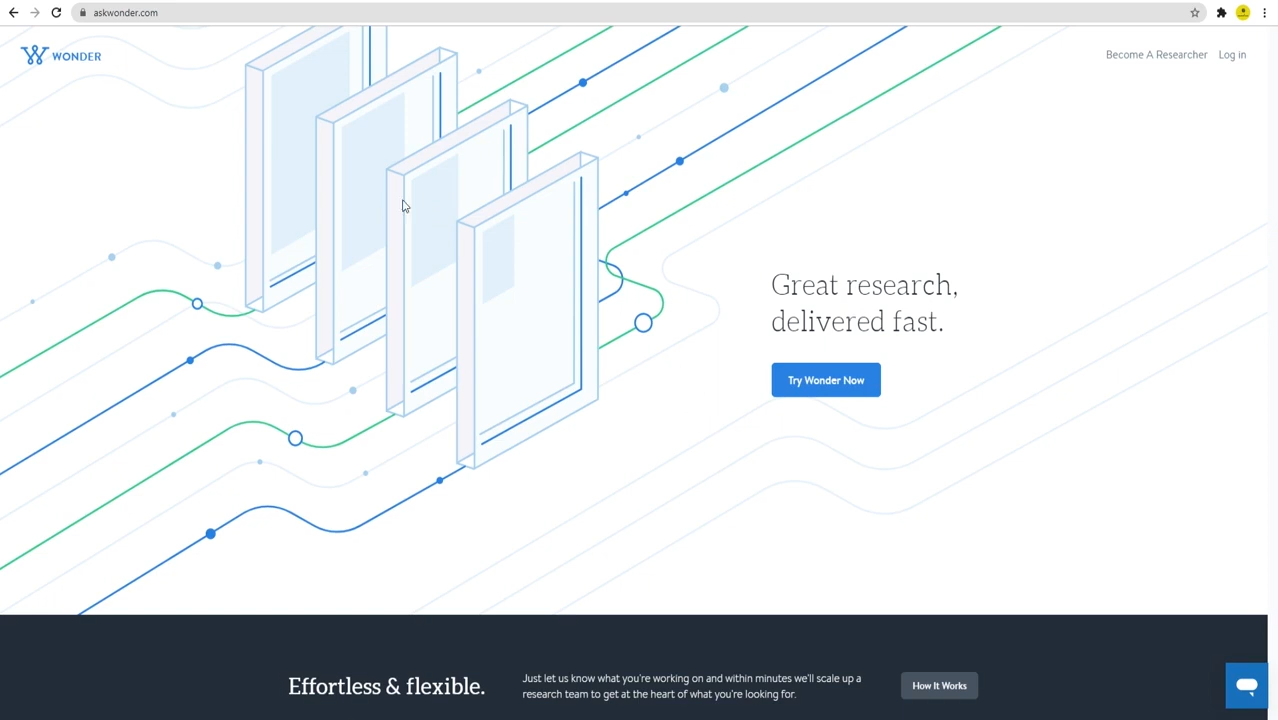 askwonder.com
WONDER
Become A Researcher
Log in
Great research,
delivered fast.
Try Wonder Now
Effortless & flexible.
Just let us know what you're working on and within minutes we'll scale up a
research team to get at the heart of what you're looking for.
How It Works